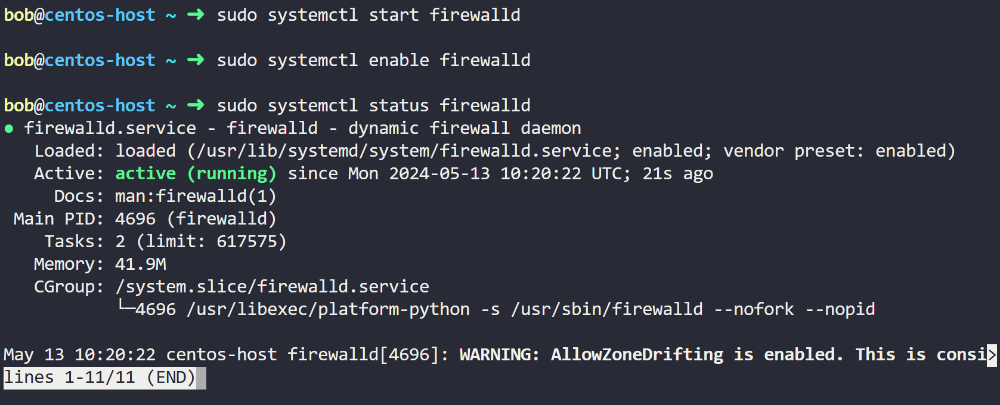 bob@centos-host ~ ➜ sudo systemctl start firewalld
bob@centos-host ~ ➜ sudo systemctl enable firewalld
bob@centos-host ~ ➜ sudo systemctl status firewalld
● firewalld.service - firewalld - dynamic firewall daemon
   Loaded: loaded (/usr/lib/systemd/system/firewalld.service; enabled; vendor preset: enabled)
   Active: active (running) since Mon 2024-05-13 10:20:22 UTC; 21s ago
     Docs: man:firewalld(1)
 Main PID: 4696 (firewalld)
    Tasks: 2 (limit: 617575)
   Memory: 41.9M
   CGroup: /system.slice/firewalld.service
           └─4696 /usr/libexec/platform-python -s /usr/sbin/firewalld --nofork --nopid
May 13 10:20:22 centos-host firewalld[4696]: WARNING: AllowZoneDrifting is enabled. This is consi>
lines 1-11/11 (END)